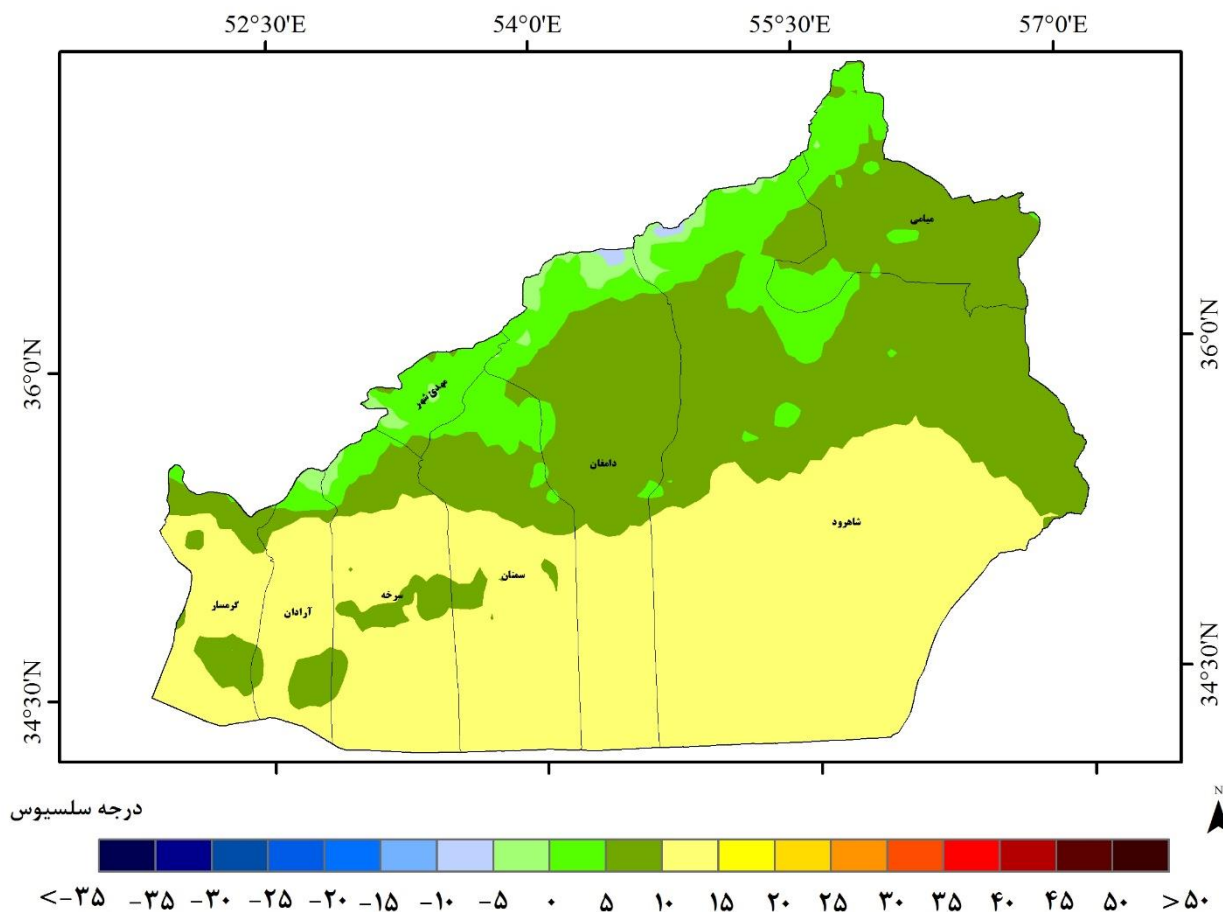 52°30'E 54°0'E 55°30'E 57°0'E
36°0'N
34°30'N
36°0'N
34°30'N
میامی
مهدی شهر
دامغان
شاهرود
سمنان
سرخه
آرادان
گرمسار
درجه سلسیوس
N
<-۳۵ -۳۵ -۳۰ -۲۵ -۲۰ -۱۵ -۱۰ -۵ ۰ ۵ ۱۰ ۱۵ ۲۰ ۲۵ ۳۰ ۳۵ ۴۰ ۴۵ ۵۰ >۵۰